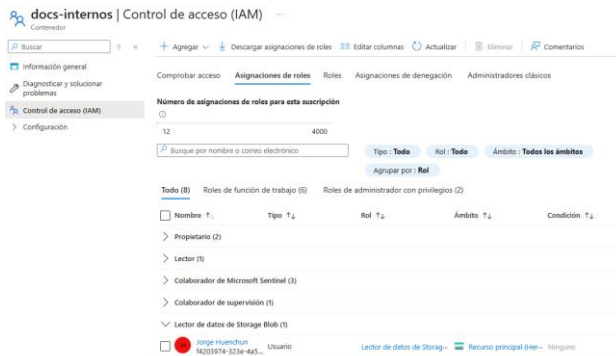 docs-internos | Control de acceso (IAM) ...
Contenedor
Buscar
Información general
Diagnosticar y solucionar
problemas
Control de acceso (IAM)
Configuración
Agregar Descargar asignaciones de roles Editar columnas Actualizar Eliminar Comentarios
Comprobar acceso Asignaciones de roles Roles Asignaciones de denegación Administradores clásicos
Número de asignaciones de roles para esta suscripción
12 4000
Busque por nombre o correo electrónico
Tipo : Todo Rol : Todo Ámbito : Todos los ámbitos
Agrupar por : Rol
Todo (8) Roles de función de trabajo (6) Roles de administrador con privilegios (2)
Nombre Tipo Rol Ámbito Condición
Propietario (2)
Lector (1)
Colaborador de Microsoft Sentinel (3)
Colaborador de supervisión (1)
Lector de datos de Storage Blob (1)
Jorge Huenchun
f4203974-323e-4a5... Usuario Lector de datos de Storag... Recurso principal (Her... Ninguno